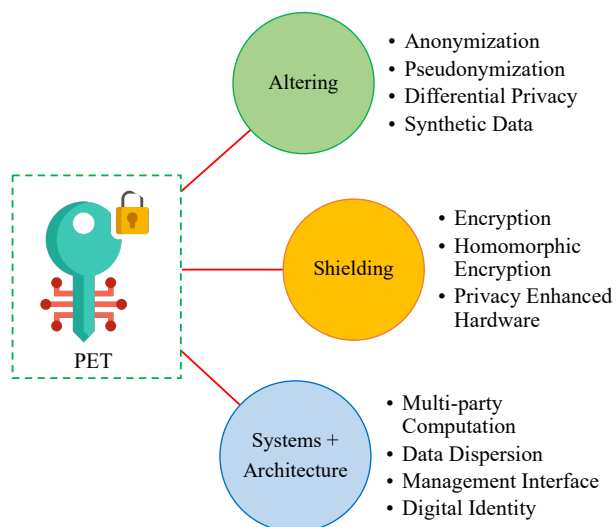 Altering
• Anonymization
• Pseudonymization
• Differential Privacy
• Synthetic Data
PET
Shielding
• Encryption
• Homomorphic
Encryption
• Privacy Enhanced
Hardware
Systems +
Architecture
• Multi-party
Computation
• Data Dispersion
• Management Interface
• Digital Identity